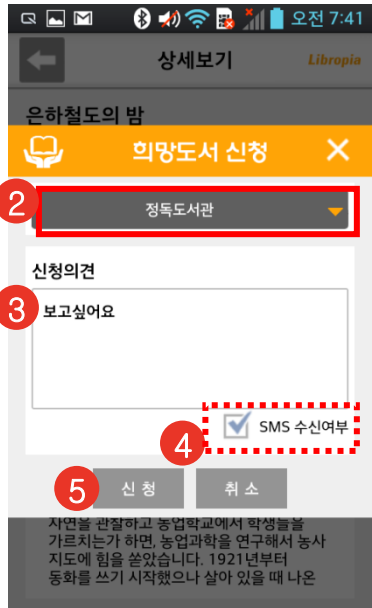 오전 7:41
상세보기 Libropia
은하철도의 밤
희망도서 신청
2 정독도서관
신청의견
3 보고싶어요
SMS 수신여부
4
5 신 청 취 소
자연을 관찰하고 농업학교에서 학생들을
가르치는가 하면, 농업과학을 연구해서 농사
지도에 힘을 쏟았습니다. 1921년부터
동화를 쓰기 시작했으나 살아 있을 때 나온